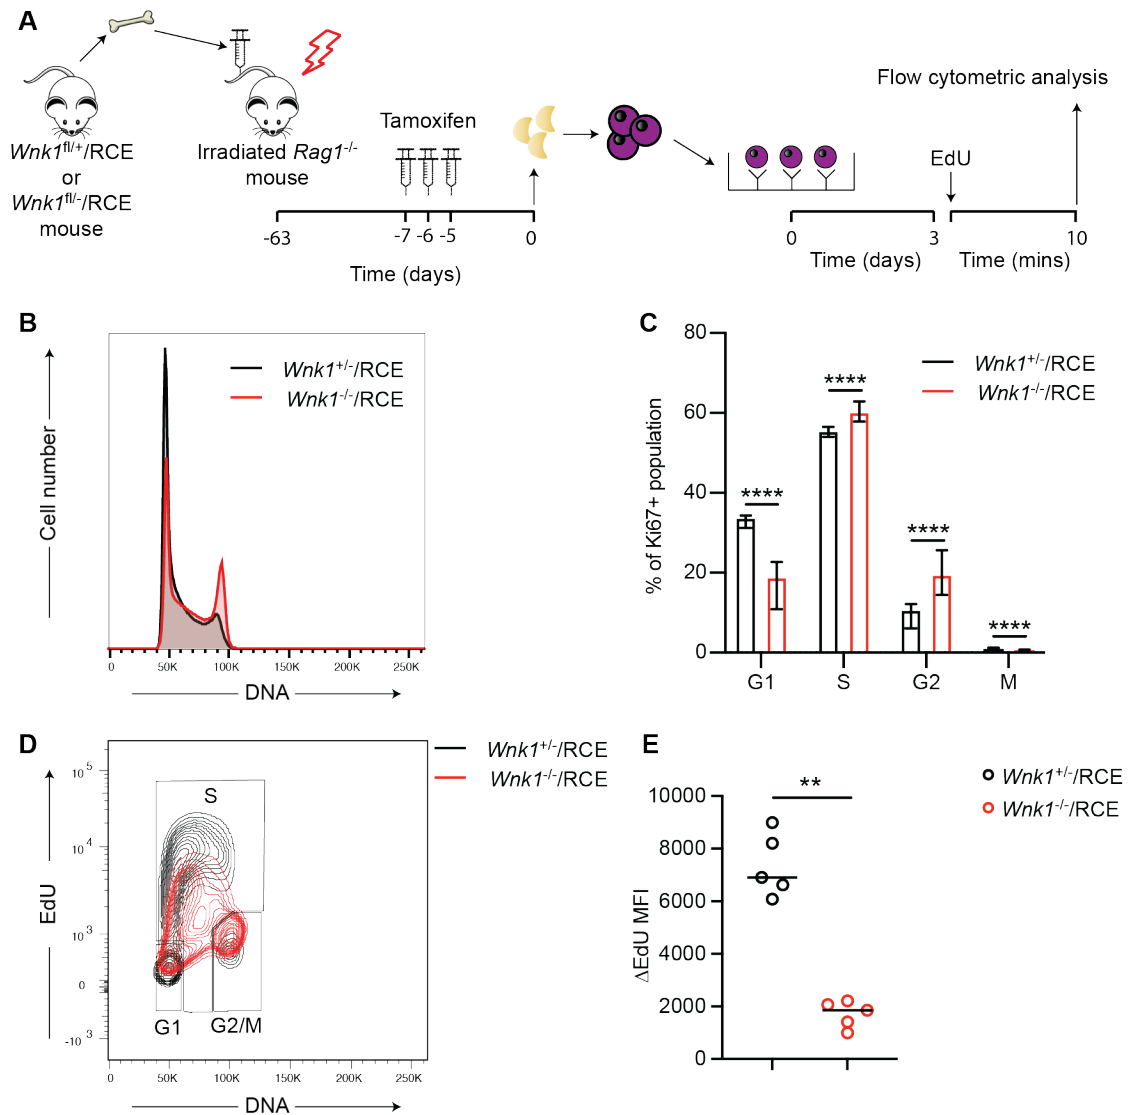 A
Flow cytometric analysis
Tamoxifen
Wnk1fl/+/RCE
or
Wnk1fl/-/RCE
mouse
Irradiated Rag1-/-
mouse
EdU
-63 -7 -6 -5 0
Time (days)
0 3 10
Time (days) Time (mins)
B
Wnk1+/-/RCE
Wnk1-/-/RCE
Cell number
0 50K 100K 150K 200K 250K
DNA
C
80
60
40
20
0
% of Ki67+ population
Wnk1+/-/RCE
Wnk1-/-/RCE
****
****
****
****
G1 S G2 M
D
Wnk1+/-/RCE
Wnk1-/-/RCE
EdU
10 5
10 4
10 3
0
-10 3
S
G1 G2/M
0 50K 100K 150K 200K 250K
DNA
E
Wnk1+/-/RCE
Wnk1-/-/RCE
**
10000
8000
6000
4000
2000
0
ΔEdU MFI